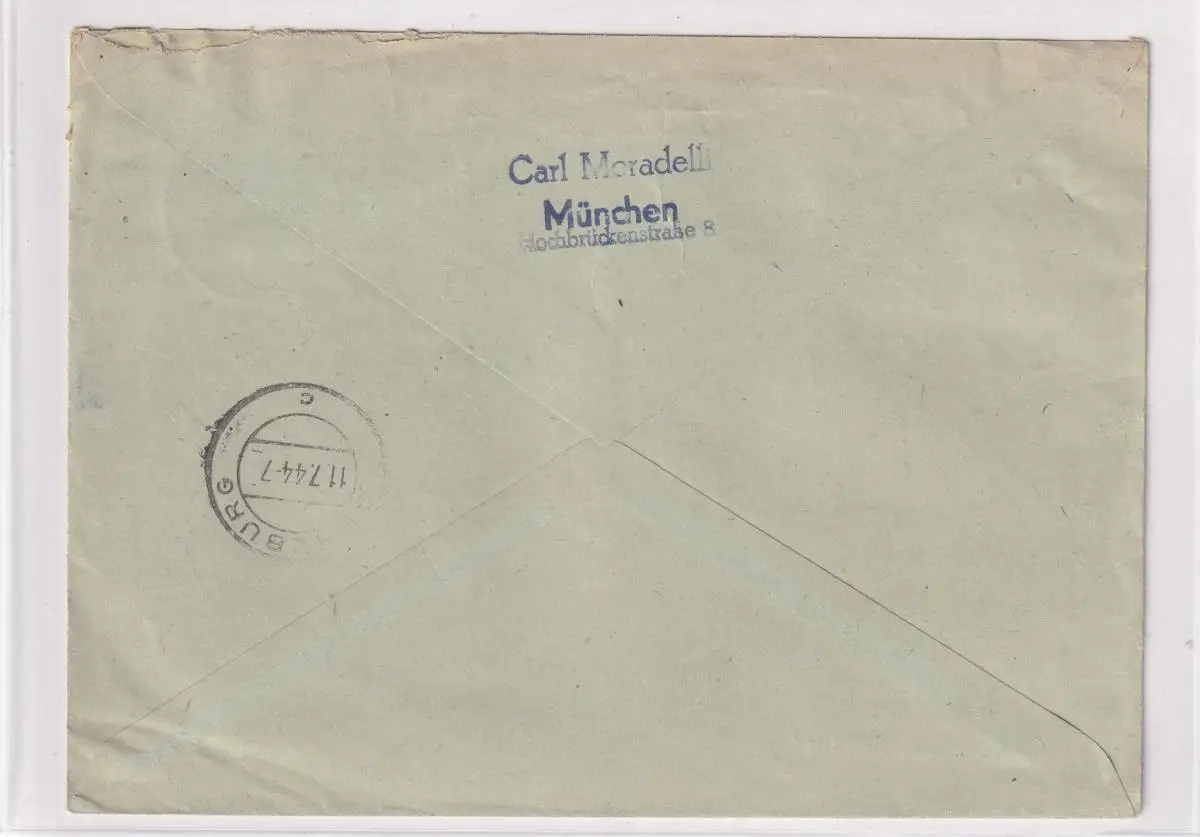 Carl Moradelli
München
Hochbrückenstraße 8
c
11.7.44-7
BURG